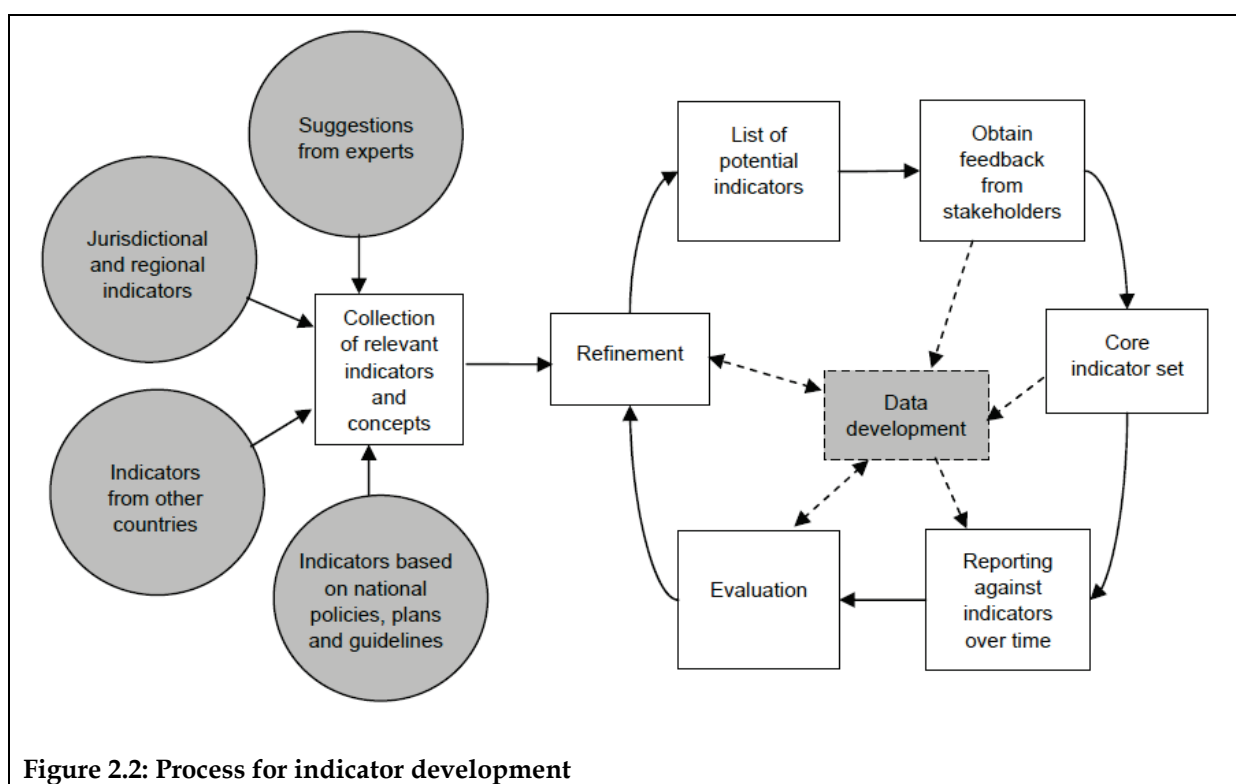 Suggestions
from experts
Jurisdictional
and regional
indicators
Indicators
from other
countries
Indicators based
on national
policies, plans
and guidelines
Collection
of relevant
indicators
and
concepts
Refinement
List of
potential
indicators
Obtain
feedback
from
stakeholders
Core
indicator set
Data
development
Reporting
against
indicators
over time
Evaluation
Figure 2.2: Process for indicator development